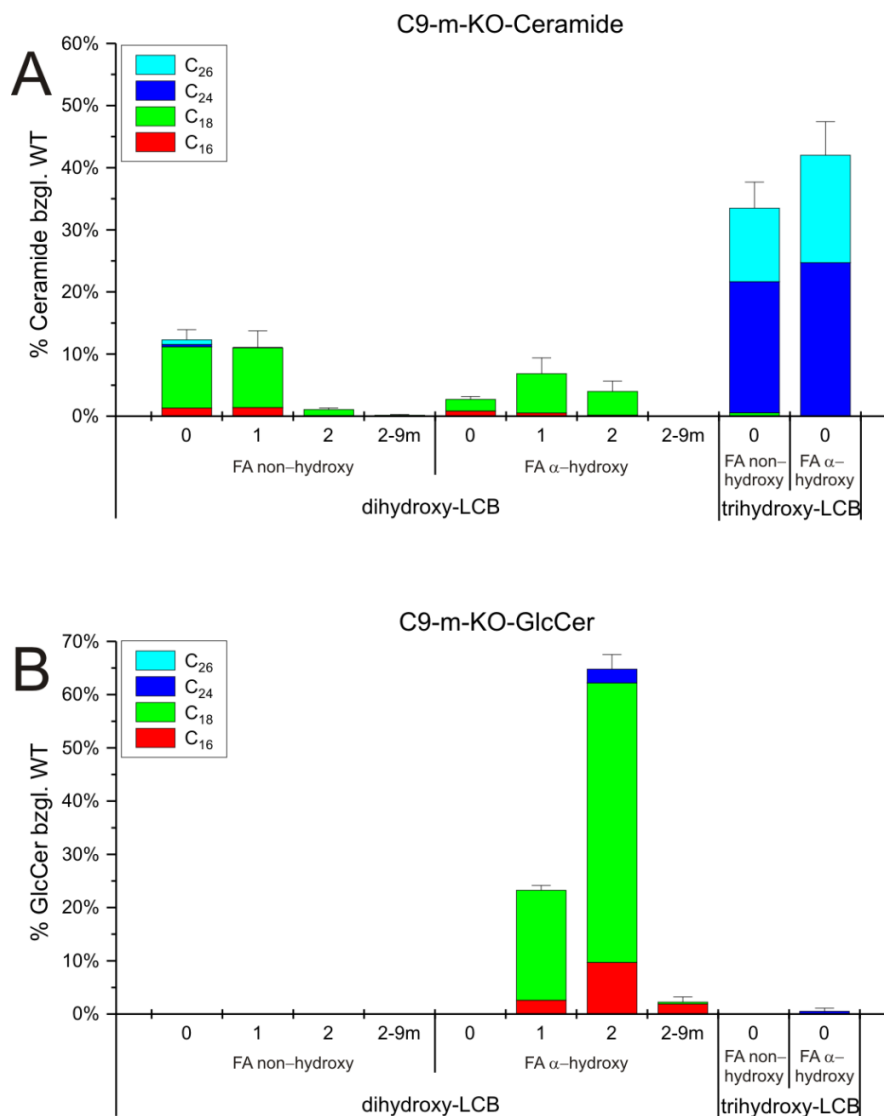 C9-m-KO-Ceramide
A
60%
50%
40%
30%
20%
10%
0%
% Ceramide bzgl. WT
C₂₆
C₂₄
C₁₈
C₁₆
0 1 2 2-9m 0 1 2 2-9m 0 0
FA non–hydroxy FA α–hydroxy FA non– FA α–
hydroxy hydroxy
dihydroxy-LCB trihydroxy-LCB
C9-m-KO-GlcCer
B
70%
60%
50%
40%
30%
20%
10%
0%
% GlcCer bzgl. WT
C₂₆
C₂₄
C₁₈
C₁₆
0 1 2 2-9m 0 1 2 2-9m 0 0
FA non–hydroxy FA α–hydroxy FA non– FA α–
hydroxy hydroxy
dihydroxy-LCB trihydroxy-LCB